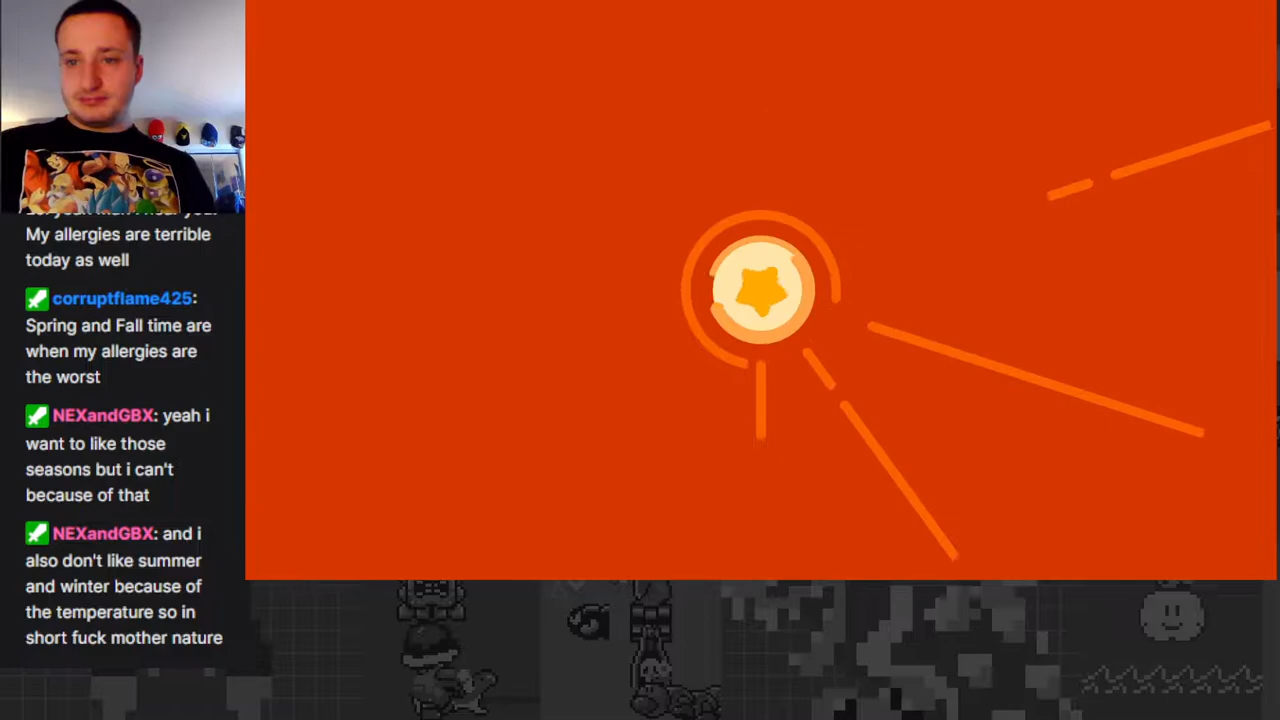 My allergies are terrible
today as well
corruptflame425:
Spring and Fall time are
when my allergies are
the worst
NEXandGBX: yeah i
want to like those
seasons but i can't
because of that
NEXandGBX: and i
also don't like summer
and winter because of
the temperature so in
short fuck mother nature